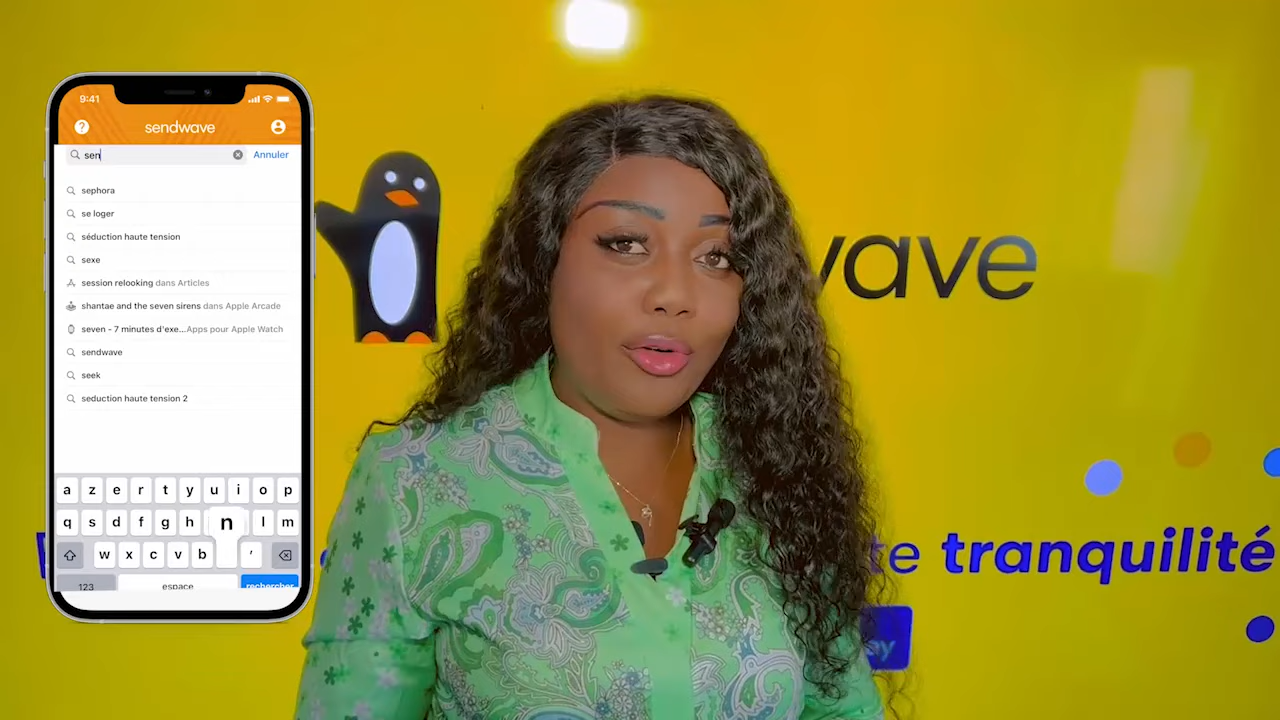 9:41
sendwave
sen
Annuler
sephora
se loger
séduction haute tension
sexe
session relooking dans Articles
shantae and the seven sirens dans Apple Arcade
seven - 7 minutes d'exe...Apps pour Apple Watch
sendwave
seek
seduction haute tension 2
a z e r t y u i o p
q s d f g h n l m
w x c v b ’
123 espace rechercher
wave
te tranquilité
ay